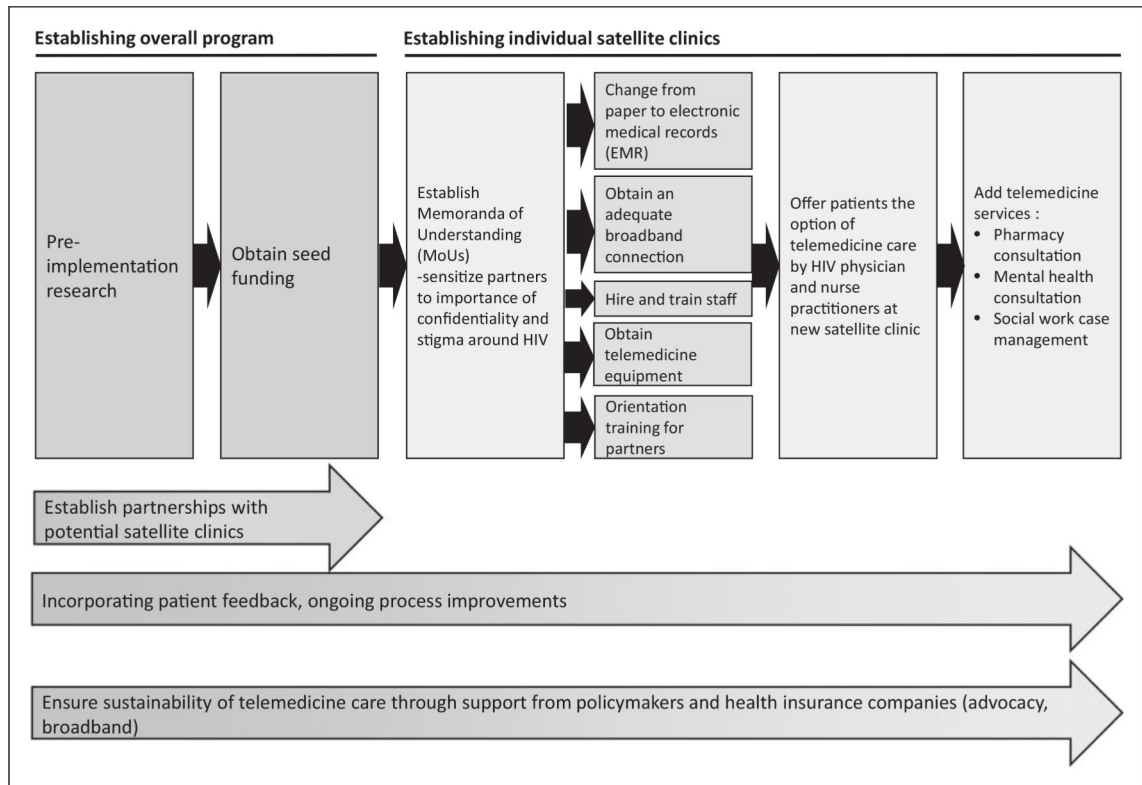 Establishing overall program
Establishing individual satellite clinics
Pre-
implementation
research
Obtain seed
funding
Establish
Memoranda of
Understanding
(MoUs)
-sensitize partners
to importance of
confidentiality and
stigma around HIV
Change from
paper to electronic
medical records
(EMR)
Obtain an
adequate
broadband
connection
Hire and train staff
Obtain
telemedicine
equipment
Orientation
training for
partners
Offer patients the
option of
telemedicine care
by HIV physician
and nurse
practitioners at
new satellite clinic
Add telemedicine
services :
• Pharmacy
consultation
• Mental health
consultation
• Social work case
management
Establish partnerships with
potential satellite clinics
Incorporating patient feedback, ongoing process improvements
Ensure sustainability of telemedicine care through support from policymakers and health insurance companies (advocacy,
broadband)